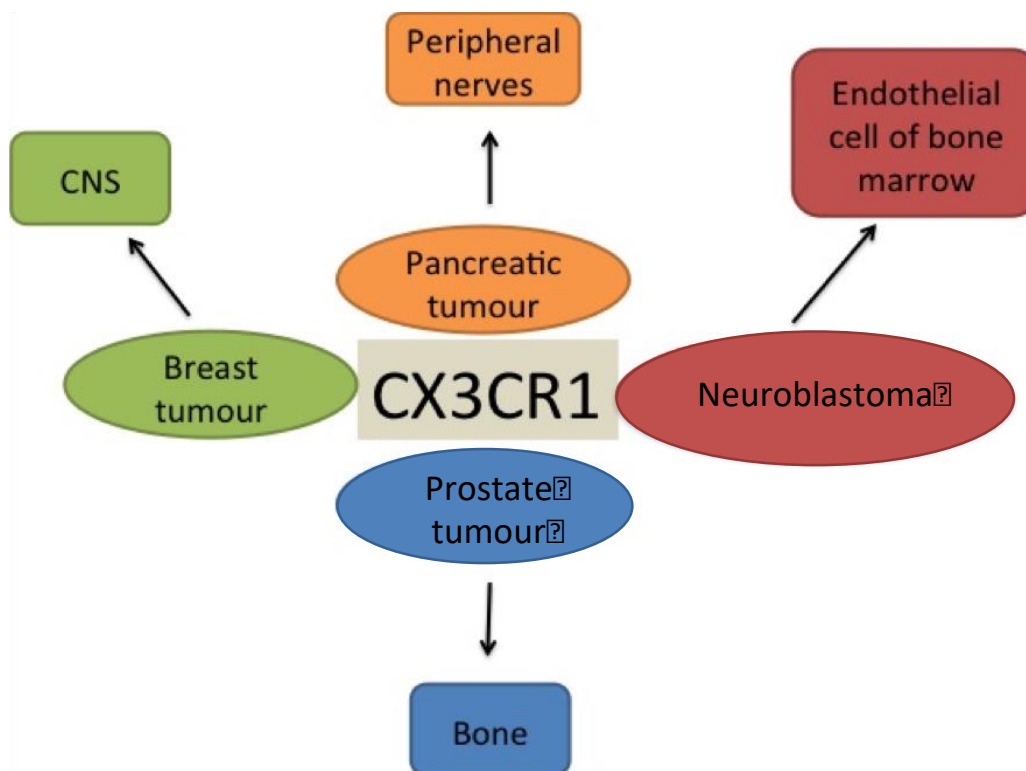 Peripheral
nerves
Endothelial
cell of bone
marrow
CNS
Pancreatic
tumour
Breast
tumour
CX3CR1
Neuroblastoma⍰
Prostate⍰
tumour⍰
Bone